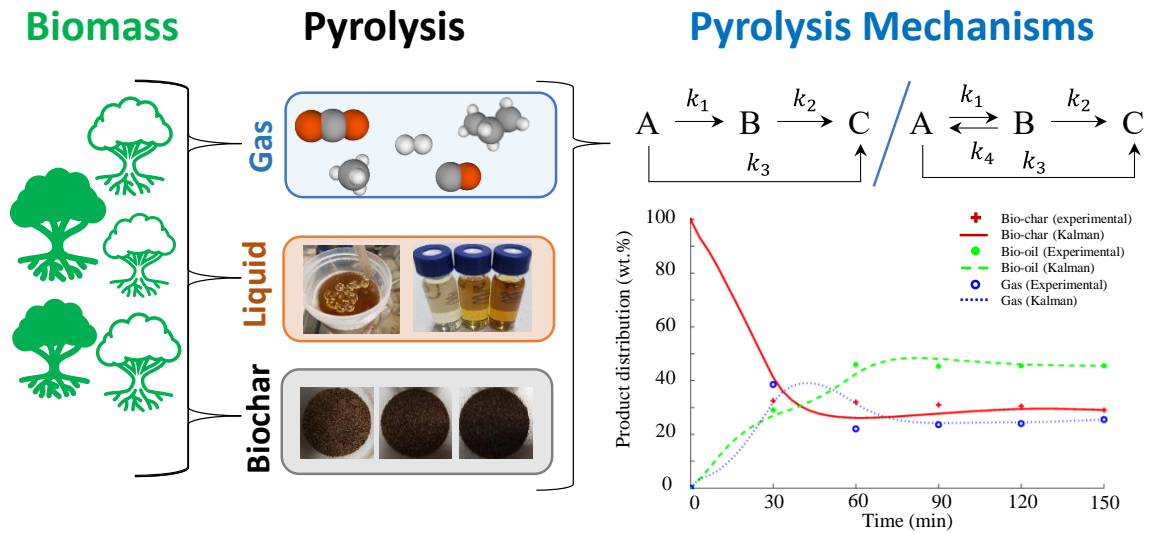 Biomass
Pyrolysis
Pyrolysis Mechanisms
Gas
Liquid
Biochar
A k₁ B k₂ C
k₃
A k₁ B k₂ C
k₄ k₃
Product distribution (wt.%)
100
80
60
40
20
0
30
60
90
120
150
Time (min)
Bio-char (experimental)
Bio-char (Kalman)
Bio-oil (Experimental)
Bio-oil (Kalman)
Gas (Experimental)
Gas (Kalman)